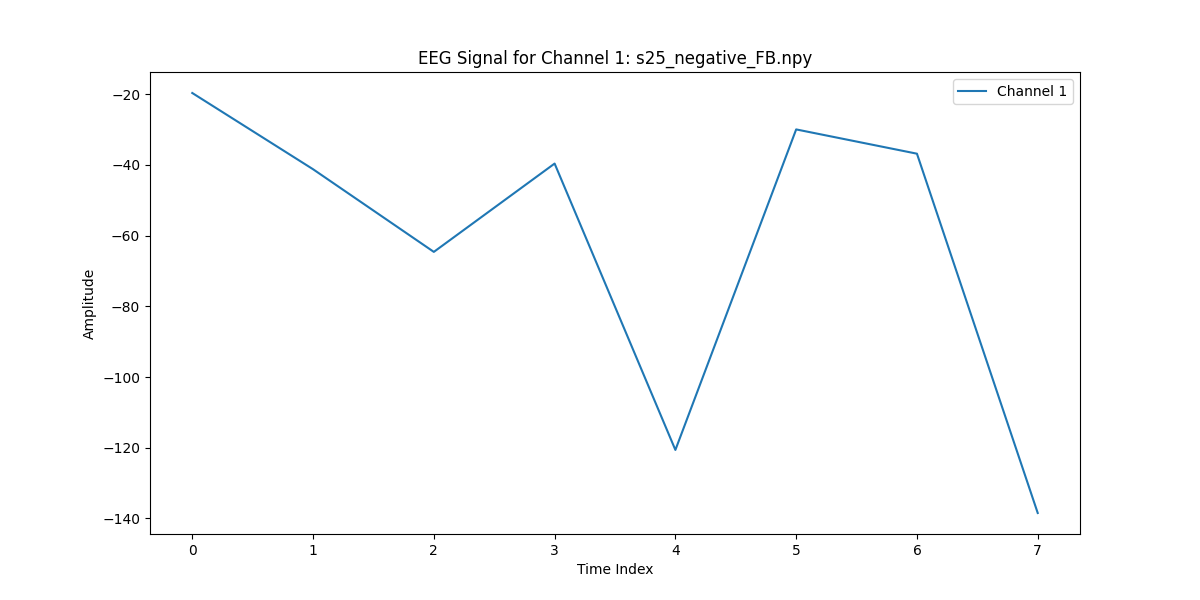 EEG Signal for Channel 1: s25_negative_FB.npy
Channel 1
−20
−40
−60
−80
−100
−120
−140
Amplitude
0 1 2 3 4 5 6 7
Time Index